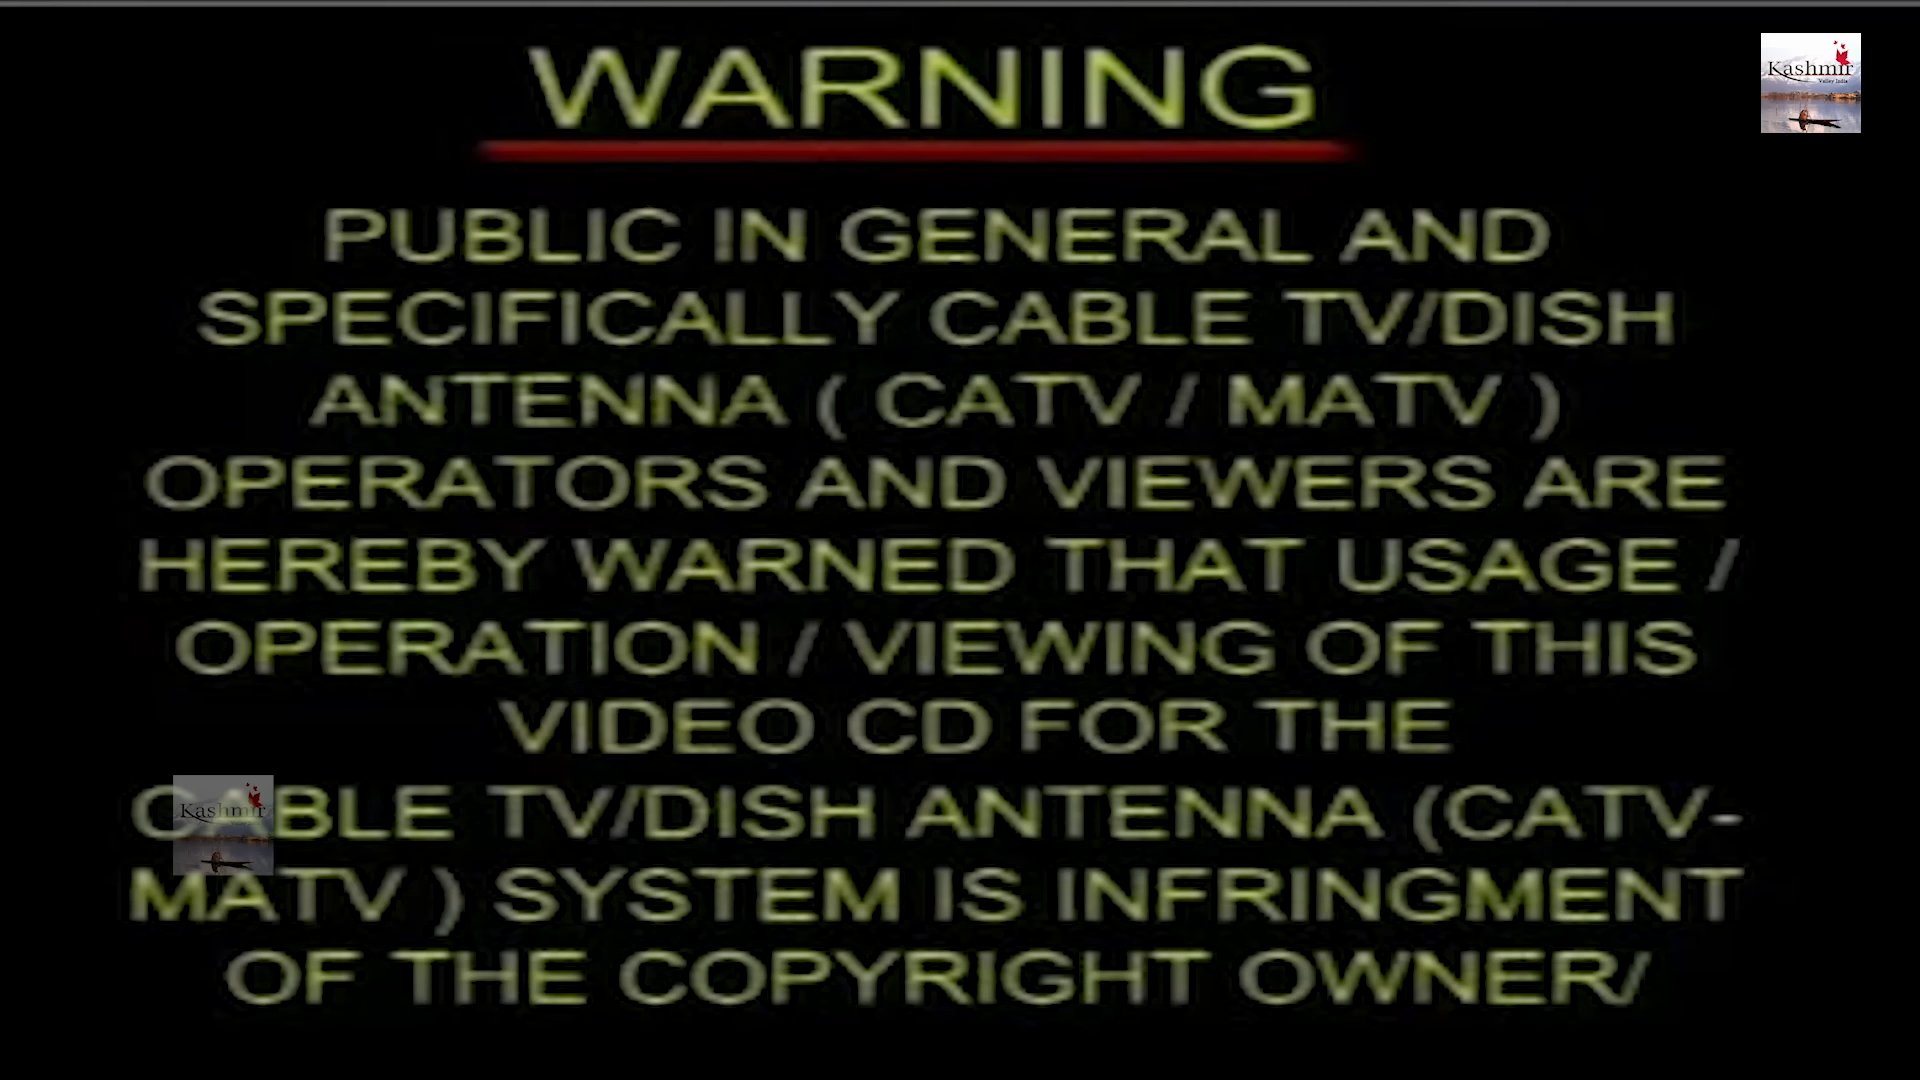 WARNING
Kashmir
Valley India
PUBLIC IN GENERAL AND
SPECIFICALLY CABLE TV/DISH
ANTENNA ( CATV / MATV )
OPERATORS AND VIEWERS ARE
HEREBY WARNED THAT USAGE /
OPERATION / VIEWING OF THIS
VIDEO CD FOR THE
CABLE TV/DISH ANTENNA (CATV-
Kashmir
MATV ) SYSTEM IS INFRINGMENT
OF THE COPYRIGHT OWNER/